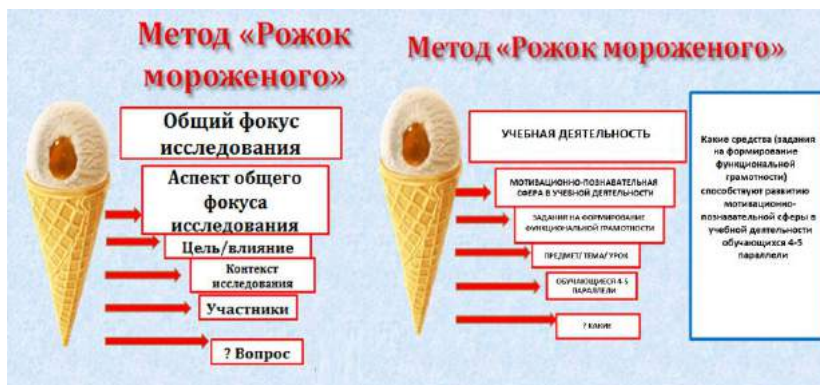 Метод «Рожок
мороженого»
Общий фокус
исследования
Аспект общего
фокуса
исследования
Цель/влияние
Контекст
исследования
Участники
? Вопрос
Метод «Рожок мороженого»
УЧЕБНАЯ ДЕЯТЕЛЬНОСТЬ
МОТИВАЦИОННО-ПОЗНАВАТЕЛЬНАЯ
СФЕРА В УЧЕБНОЙ ДЕЯТЕЛЬНОСТИ
ЗАДАНИЯ НА ФОРМИРОВАНИЕ
ФУНКЦИОНАЛЬНОЙ ГРАМОТНОСТИ
ПРЕДМЕТ/ТЕМА/УРОК
ОБУЧАЮЩИЕСЯ 4-5
ПАРАЛЛЕЛИ
? КАКИЕ
Какие средства (задания
на формирование
функциональной
грамотности)
способствуют развитию
мотивационно-
познавательной сферы в
учебной деятельности
обучающихся 4-5
параллели